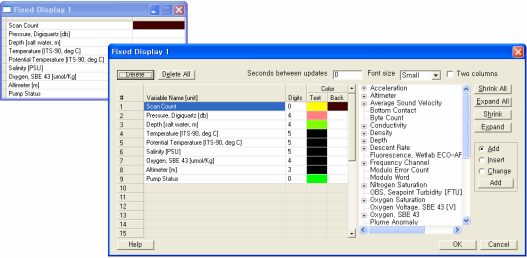 Fixed Display 1
Scan Count
Pressure, Digiquartz [db]
Depth [salt water, m]
Temperature [ITS-90, deg C]
Potential Temperature [ITS-90, deg C]
Salinity [PSU]
Oxygen, SBE 43 [umol/Kg]
Altimeter [m]
Pump Status
Fixed Display 1
Delete Delete All Seconds between updates 0 Font size Small Two columns
Color
# Variable Name [unit] Digits Text Back
1 Scan Count 0
2 Pressure, Digiquartz [db] 4
3 Depth [salt water, m] 4
4 Temperature [ITS-90, deg C] 5
5 Potential Temperature [ITS-90, deg C] 5
6 Salinity [PSU] 5
7 Oxygen, SBE 43 [umol/Kg] 4
8 Altimeter [m] 3
9 Pump Status 0
10
11
12
13
14
15
Acceleration
Altimeter
Average Sound Velocity
Bottom Contact
Byte Count
Conductivity
Density
Depth
Descent Rate
Fluorescence, Wetlab ECO-AF
Frequency Channel
Modulo Error Count
Modulo Word
Nitrogen Saturation
OBS, Seapoint Turbidity [FTU]
Oxygen Saturation
Oxygen Voltage, SBE 43 [V]
Oxygen, SBE 43
Plume Anomaly
Shrink All
Expand All
Shrink
Expand
Add
Insert
Change
Add
Help OK Cancel